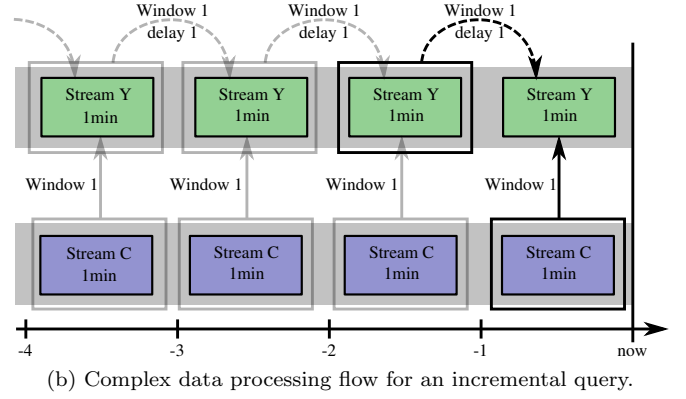 Window 1
delay 1
Window 1
delay 1
Window 1
delay 1
Stream Y
1min
Stream Y
1min
Stream Y
1min
Stream Y
1min
Window 1
Window 1
Window 1
Window 1
Stream C
1min
Stream C
1min
Stream C
1min
Stream C
1min
-4
-3
-2
-1
now
(b) Complex data processing flow for an incremental query.